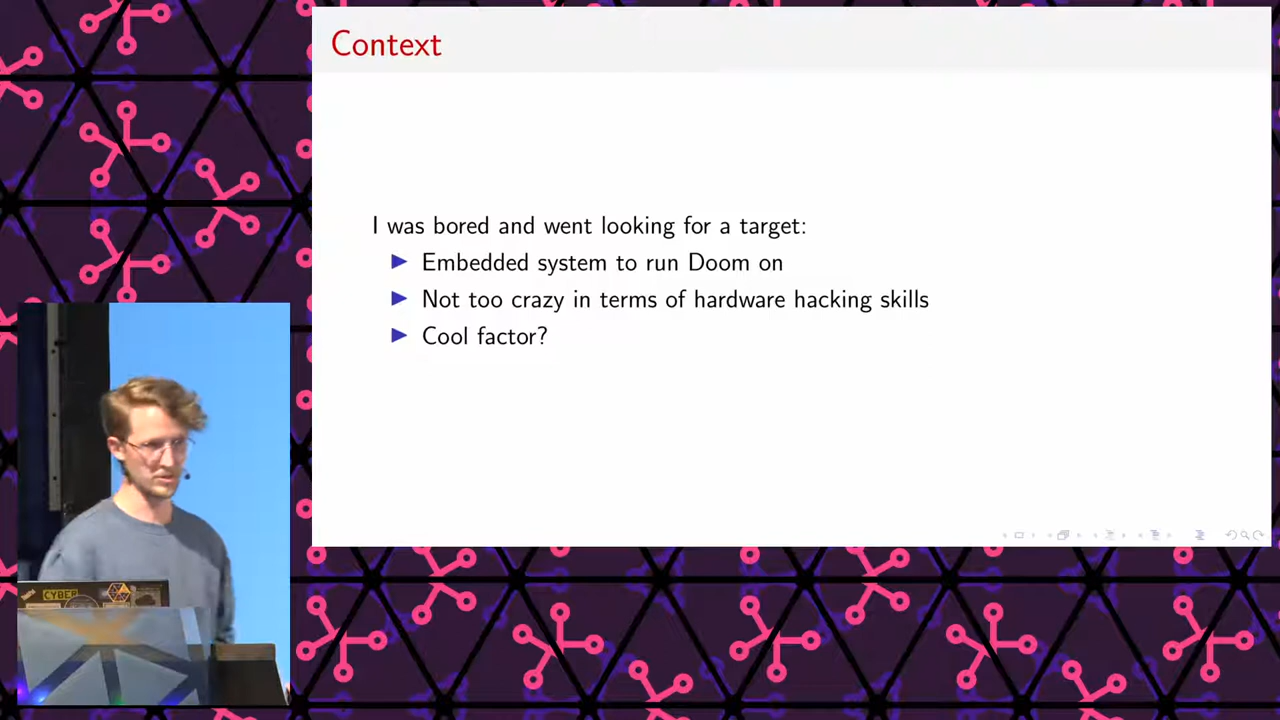 Context
I was bored and went looking for a target:
Embedded system to run Doom on
Not too crazy in terms of hardware hacking skills
Cool factor?
CYBER